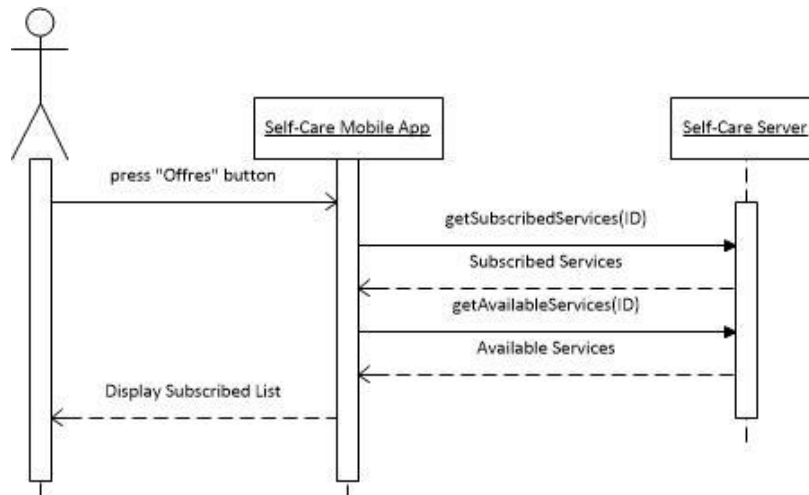 Self-Care Mobile App
Self-Care Server
press "Offres" button
getSubscribedServices(ID)
Subscribed Services
getAvailableServices(ID)
Available Services
Display Subscribed List